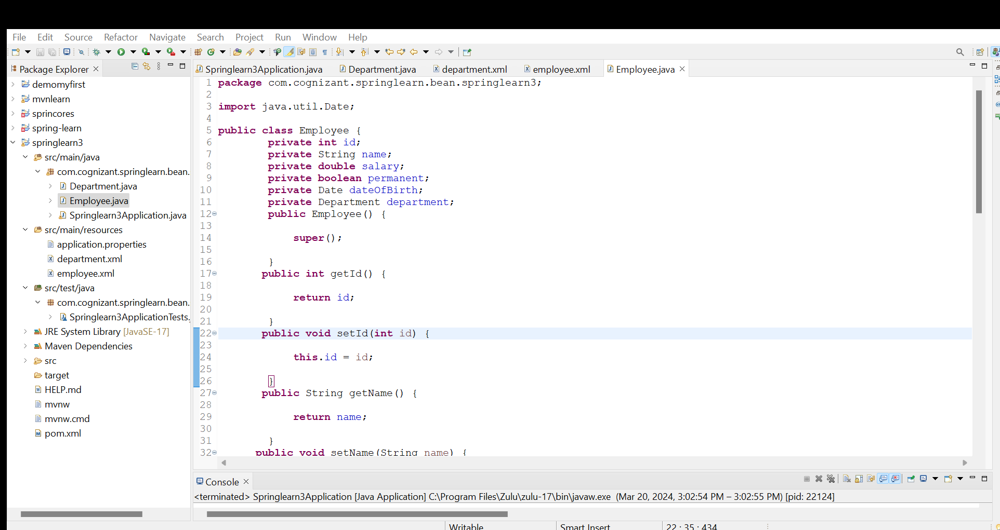 File Edit Source Refactor Navigate Search Project Run Window Help
Package Explorer
demomyfirst
mvnlearn
sprincores
spring-learn
springlearn3
src/main/java
com.cognizant.springlearn.bean.
Department.java
Employee.java
Springlearn3Application.java
src/main/resources
application.properties
department.xml
employee.xml
src/test/java
com.cognizant.springlearn.bean.
Springlearn3ApplicationTests.
JRE System Library [JavaSE-17]
Maven Dependencies
src
target
HELP.md
mvnw
mvnw.cmd
pom.xml
Springlearn3Application.java Department.java department.xml employee.xml Employee.java
1 package com.cognizant.springlearn.bean.springlearn3;
2
3 import java.util.Date;
4
5 public class Employee {
6 private int id;
7 private String name;
8 private double salary;
9 private boolean permanent;
10 private Date dateOfBirth;
11 private Department department;
12 public Employee() {
13
14 super();
15
16 }
17 public int getId() {
18
19 return id;
20
21 }
22 public void setId(int id) {
23
24 this.id = id;
25
26 }
27 public String getName() {
28
29 return name;
30
31 }
32 public void setName(String name) {
Console
<terminated> Springlearn3Application [Java Application] C:\Program Files\Zulu\zulu-17\bin\javaw.exe (Mar 20, 2024, 3:02:54 PM – 3:02:55 PM) [pid: 22124]
Writable Smart Insert 22 : 35 : 434